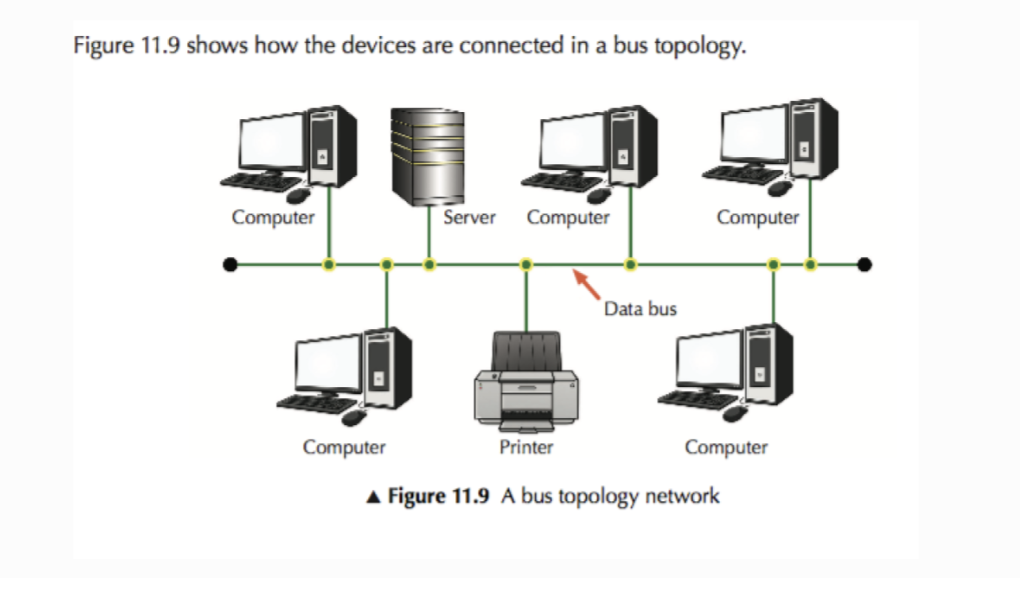 Figure 11.9 shows how the devices are connected in a bus topology.
Computer
Server
Computer
Computer
Data bus
Computer
Printer
Computer
▲ Figure 11.9 A bus topology network